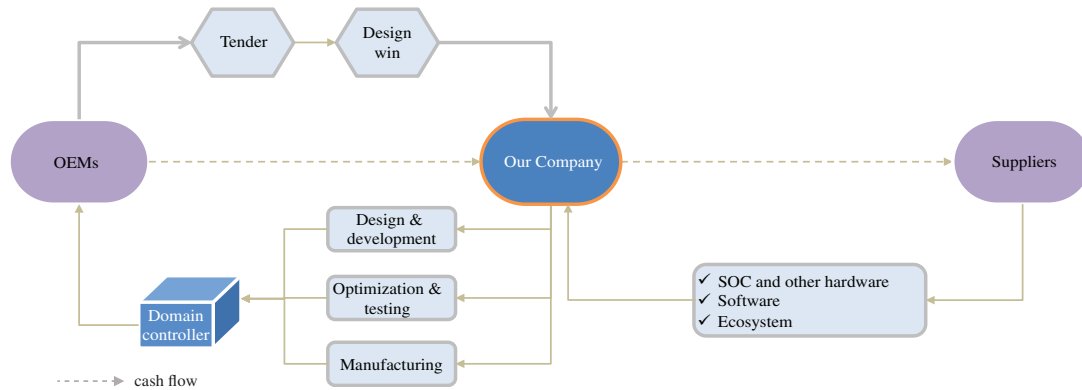 Tender
Design
win
OEMs
Our Company
Suppliers
Design &
development
Optimization &
testing
Manufacturing
Domain
controller
✓ SOC and other hardware
✓ Software
✓ Ecosystem
cash flow